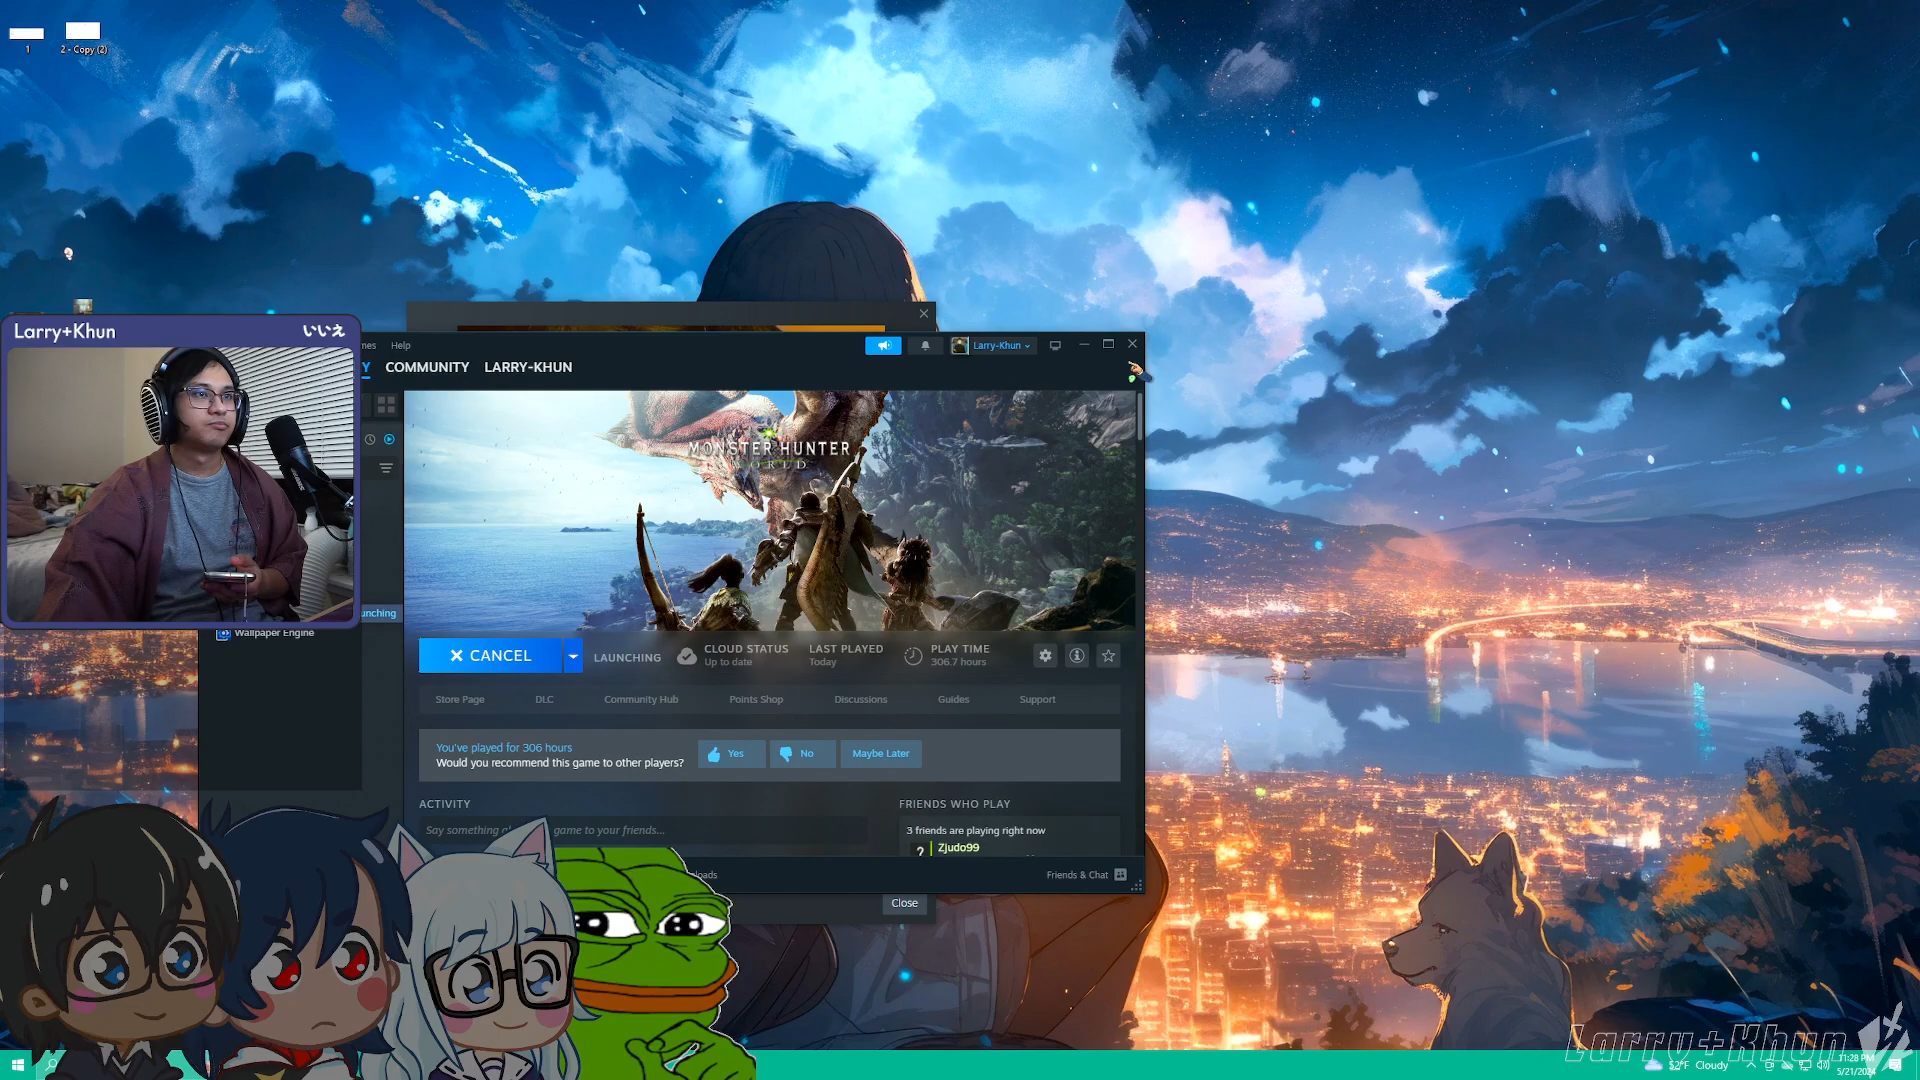 1
2 - Copy (2)
Larry+Khun
いいえ
mes
Help
Larry-Khun
Y
COMMUNITY
LARRY-KHUN
MONSTER HUNTER
WORLD
unching
Wallpaper Engine
CANCEL
LAUNCHING
CLOUD STATUS
Up to date
LAST PLAYED
Today
PLAY TIME
306.7 hours
Store Page
DLC
Community Hub
Points Shop
Discussions
Guides
Support
You've played for 306 hours
Would you recommend this game to other players?
Yes
No
Maybe Later
ACTIVITY
Say something a game to your friends...
FRIENDS WHO PLAY
3 friends are playing right now
?
Zjudo99
loads
Friends & Chat
Close
Larry+Khun
52°F Cloudy
11:28 PM
5/21/2024